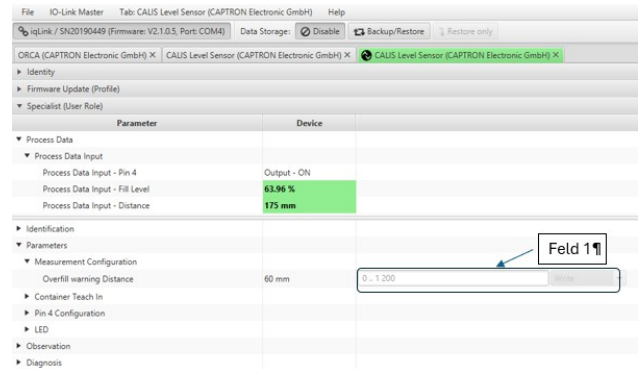 File IO-Link Master Tab: CALIS Level Sensor (CAPTRON Electronic GmbH) Help
iqLink / SN20190449 (Firmware: V2.1.0.5, Port: COM4) Data Storage: Disable Backup/Restore Restore only
ORCA (CAPTRON Electronic GmbH) × CALIS Level Sensor (CAPTRON Electronic GmbH) × CALIS Level Sensor (CAPTRON Electronic GmbH) ×
Identity
Firmware Update (Profile)
Specialist (User Role)
Parameter Device
Process Data
Process Data Input
Process Data Input - Pin 4 Output - ON
Process Data Input - Fill Level 63.96 %
Process Data Input - Distance 175 mm
Identification
Parameters
Feld 1¶
Measurement Configuration
Overfill warning Distance 60 mm 0 .. 1 200 Write
Container Teach In
Pin 4 Configuration
LED
Observation
Diagnosis